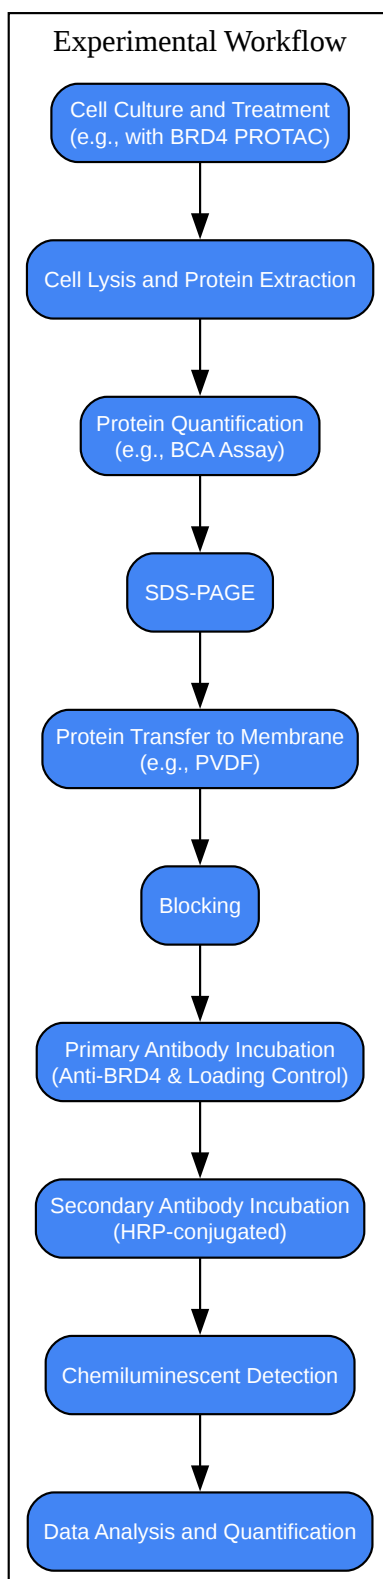 Experimental Workflow
Cell Culture and Treatment
(e.g., with BRD4 PROTAC)
Cell Lysis and Protein Extraction
Protein Quantification
(e.g., BCA Assay)
SDS-PAGE
Protein Transfer to Membrane
(e.g., PVDF)
Blocking
Primary Antibody Incubation
(Anti-BRD4 & Loading Control)
Secondary Antibody Incubation
(HRP-conjugated)
Chemiluminescent Detection
Data Analysis and Quantification